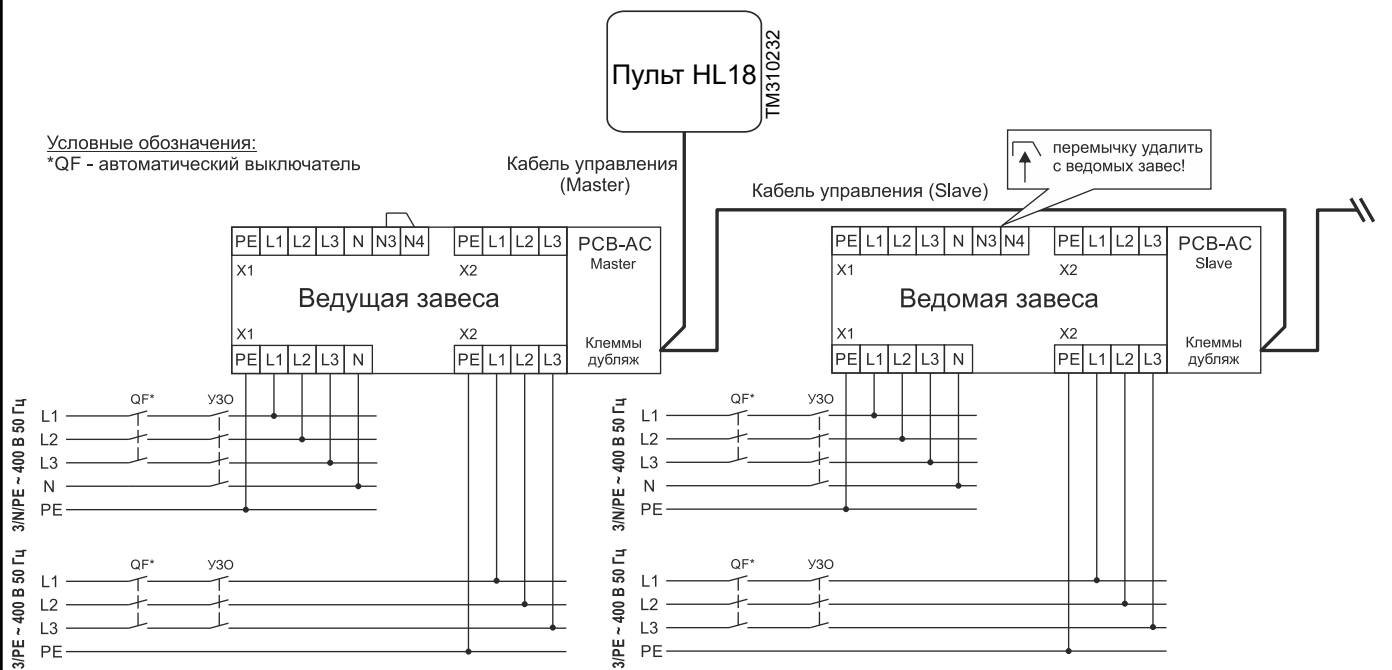 Пульт HL18
TM310232
Условные обозначения:
*QF - автоматический выключатель
Кабель управления
(Master)
Кабель управления (Slave)
перемычку удалить
с ведомых завес!
PE L1 L2 L3 N N3 N4 PE L1 L2 L3
X1 X2
PCB-AC
Master
Ведущая завеса
X1 X2
Клеммы
дубляж
PE L1 L2 L3 N PE L1 L2 L3
PE L1 L2 L3 N N3 N4 PE L1 L2 L3
X1 X2
PCB-AC
Slave
Ведомая завеса
X1 X2
Клеммы
дубляж
PE L1 L2 L3 N PE L1 L2 L3
3/N/PE ~ 400 В 50 Гц
QF* УЗО
L1
L2
L3
N
PE
3/N/PE ~ 400 В 50 Гц
QF* УЗО
L1
L2
L3
N
PE
3/PE ~ 400 В 50 Гц
QF* УЗО
L1
L2
L3
PE
3/PE ~ 400 В 50 Гц
QF* УЗО
L1
L2
L3
PE